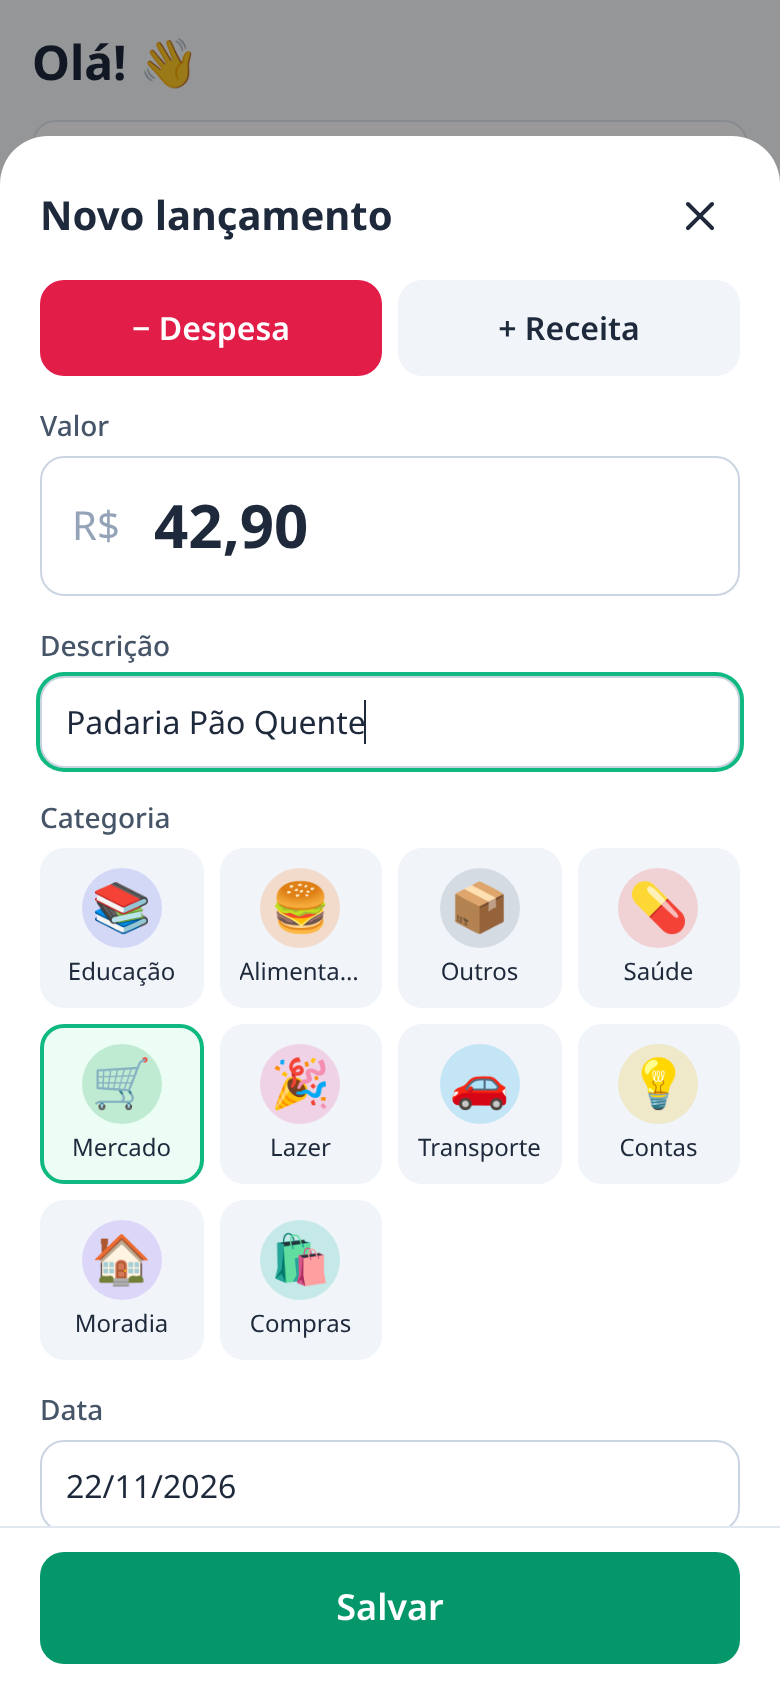 Olá! 👋
Novo lançamento
− Despesa
+ Receita
Valor
R$ 42,90
Descrição
Padaria Pão Quente
Categoria
Educação
Alimenta...
Outros
Saúde
Mercado
Lazer
Transporte
Contas
Moradia
Compras
Data
22/11/2026
Salvar